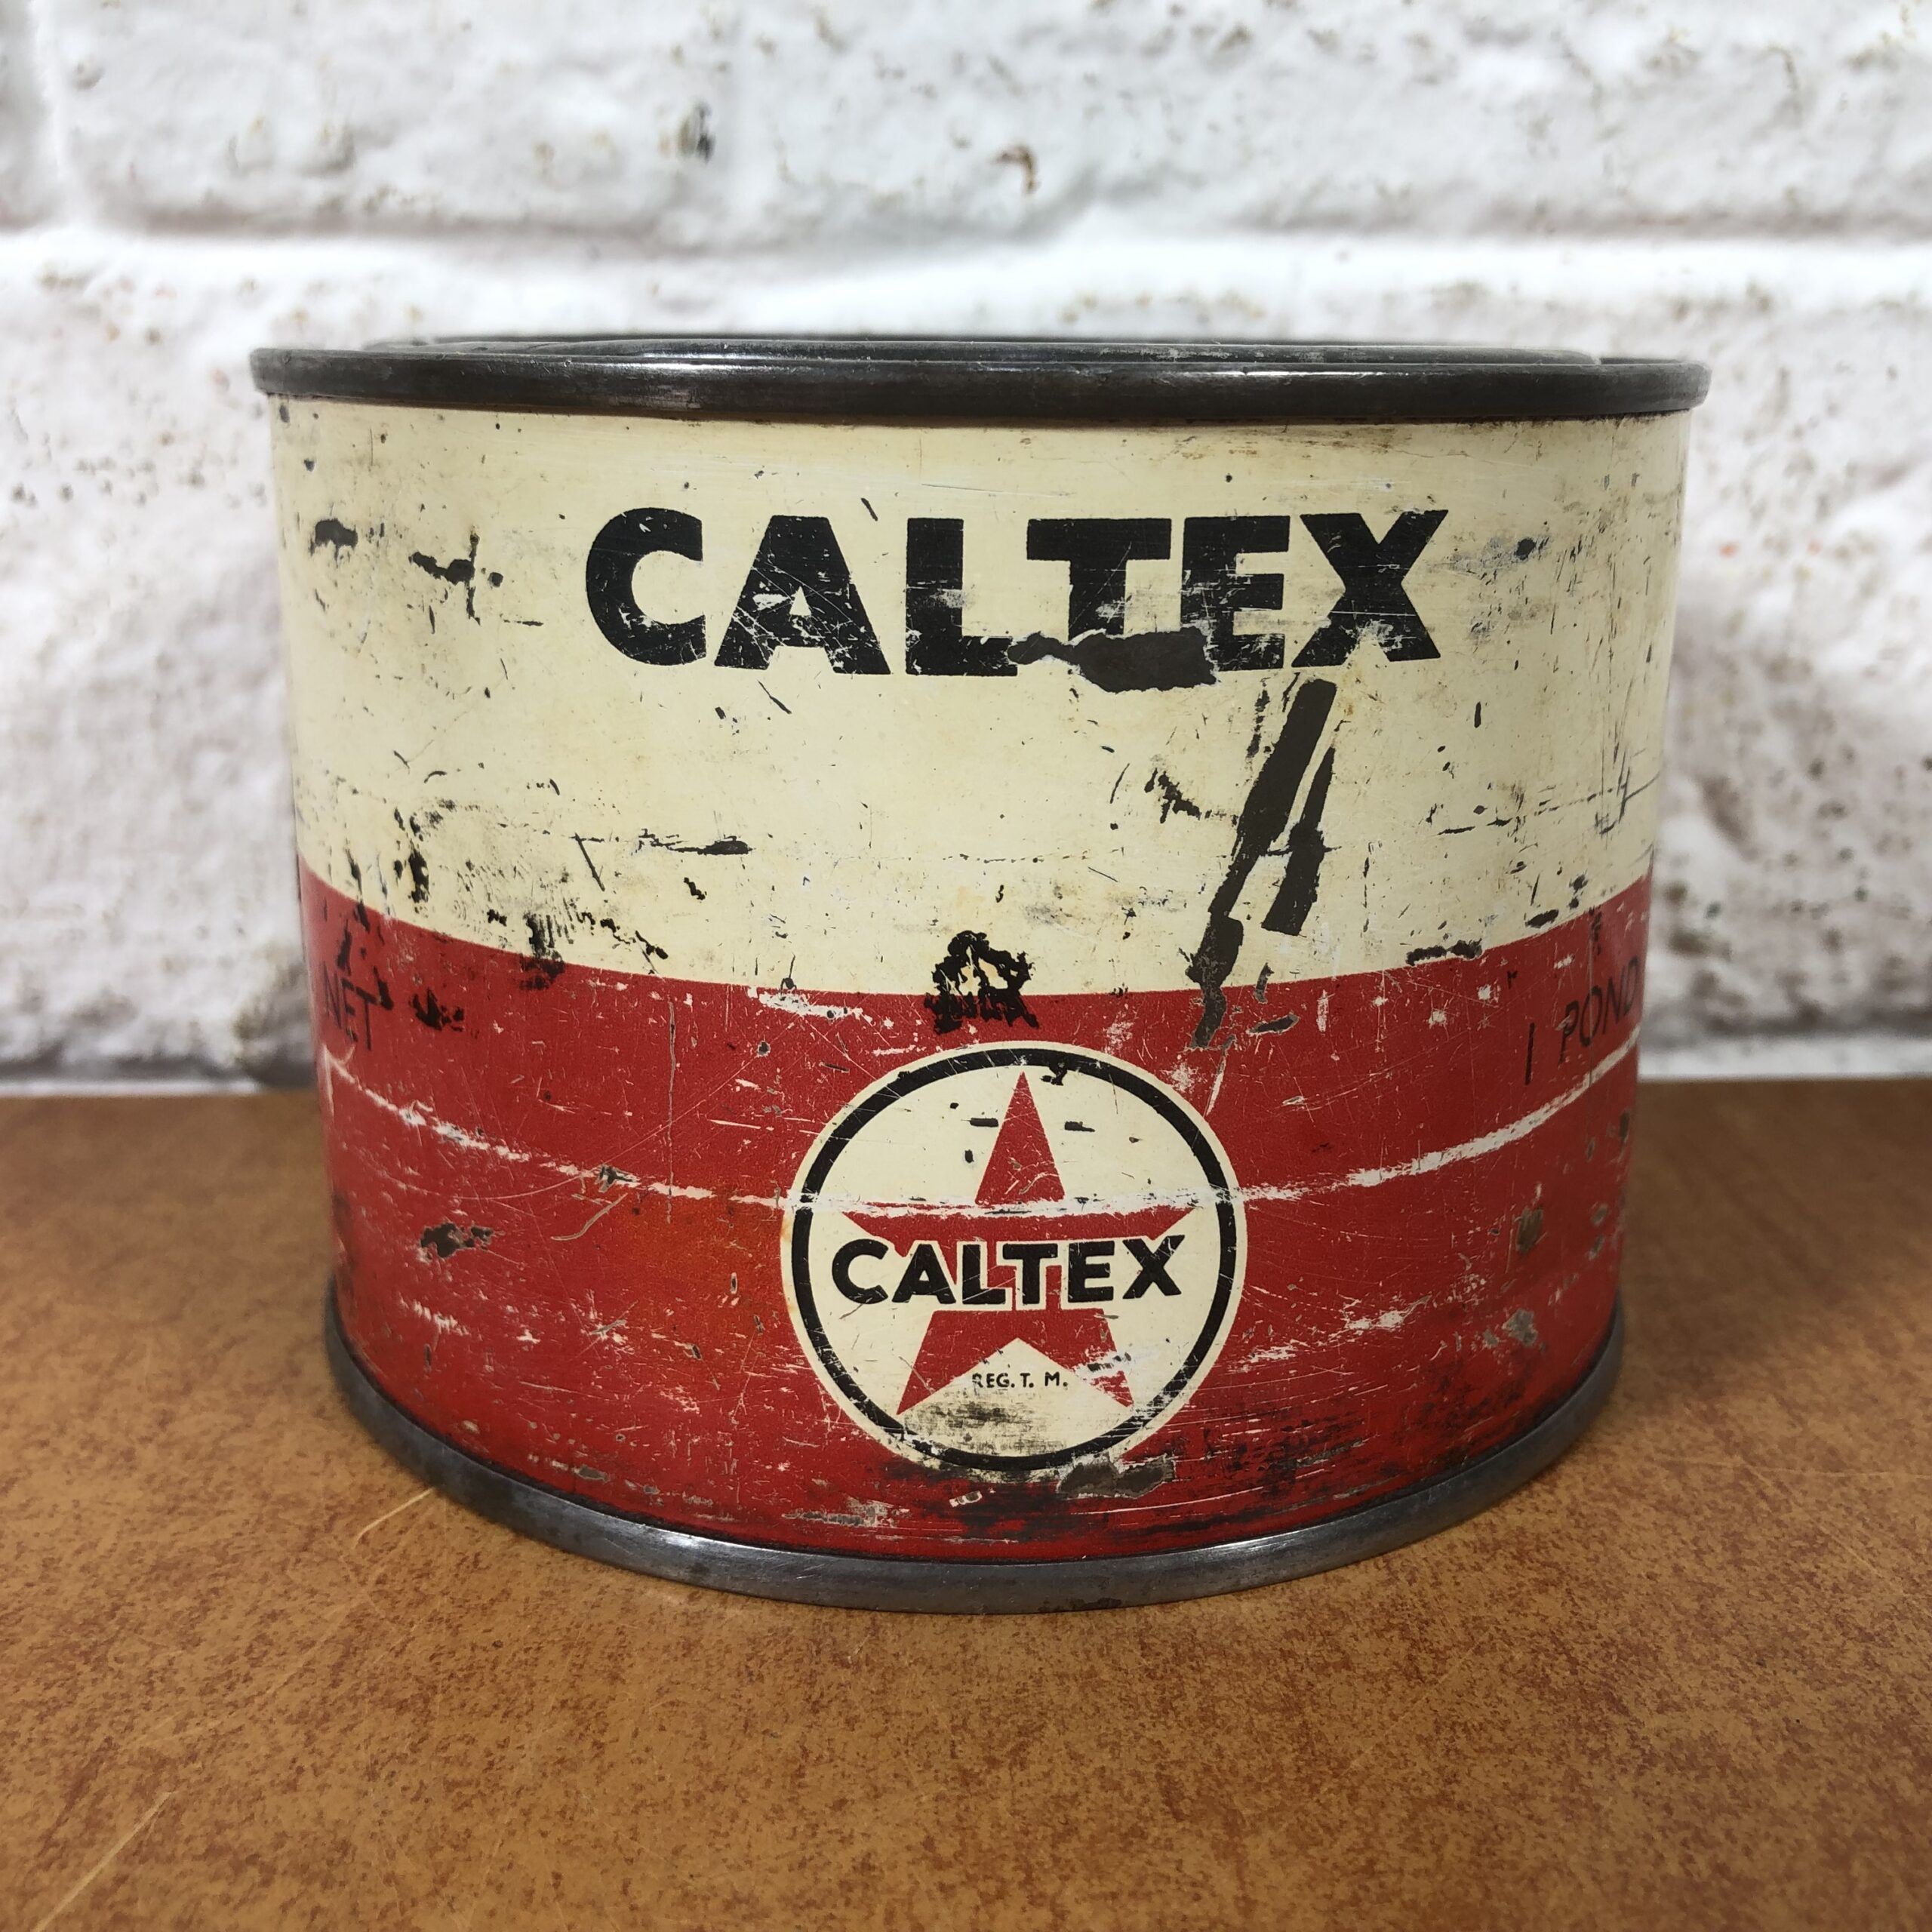 CALTEX
NET
1 POND
CALTEX
REG. T. M.